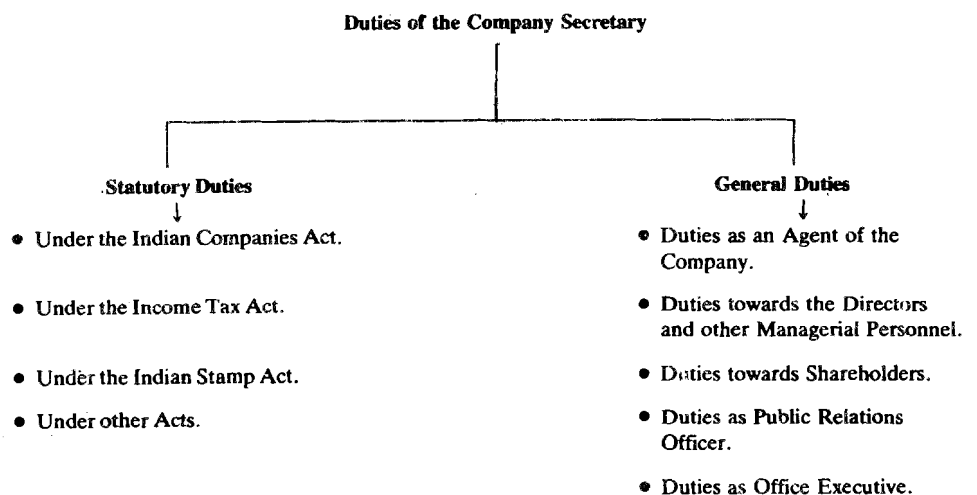 Duties of the Company Secretary
Statutory Duties
• Under the Indian Companies Act.
• Under the Income Tax Act.
• Under the Indian Stamp Act.
• Under other Acts.
General Duties
• Duties as an Agent of the
Company.
• Duties towards the Directors
and other Managerial Personnel.
• Duties towards Shareholders.
• Duties as Public Relations
Officer.
• Duties as Office Executive.